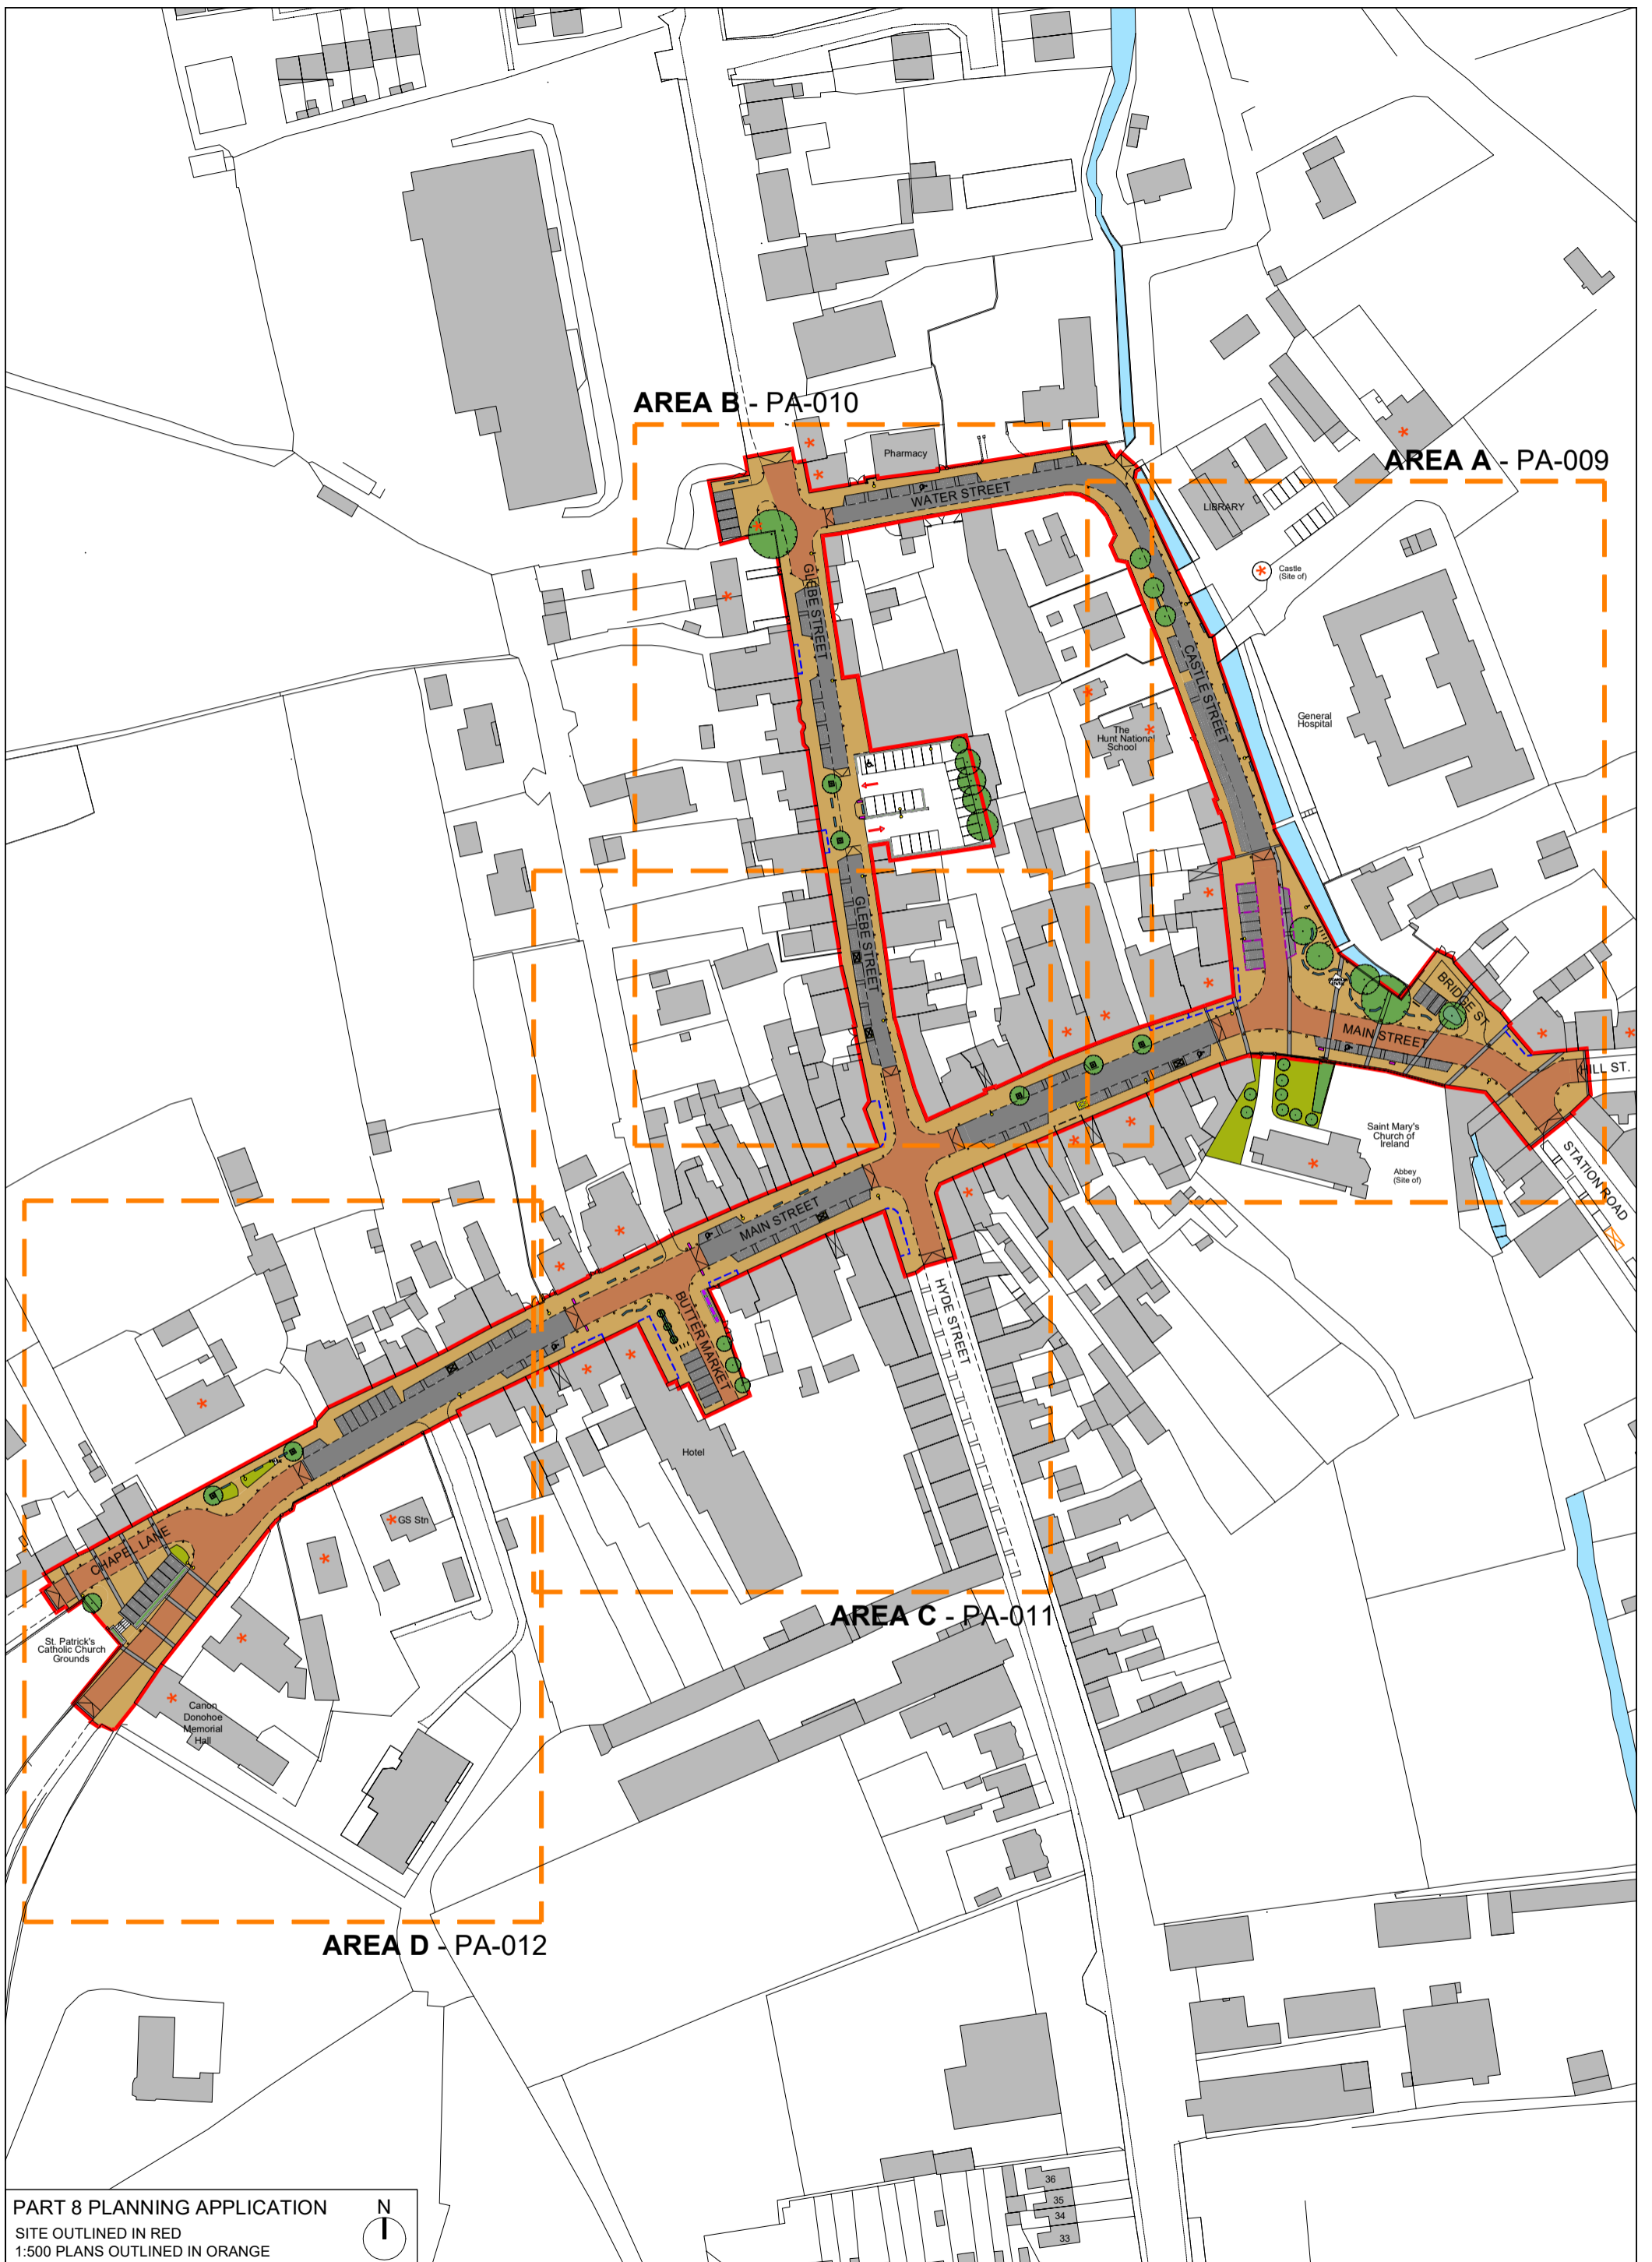 AREA B - PA-010
AREA A - PA-009
Pharmacy
WATER STREET
LIBRARY
Castle
(Site of)
GLEBE STREET
CASTLE STREET
General
Hospital
The
Hunt National
School
GLEBE STREET
BRIDGE ST.
MAIN STREET
HILL ST.
Saint Mary's
Church of
Ireland
Abbey
(Site of)
STATION ROAD
MAIN STREET
HYDE STREET
BUTTER MARKET
Hotel
GS Stn
CHAPEL LANE
St. Patrick's
Catholic Church
Grounds
Canon
Donohoe
Memorial
Hall
AREA C - PA-011
AREA D - PA-012
36
35
34
33
PART 8 PLANNING APPLICATION
N
SITE OUTLINED IN RED
1:500 PLANS OUTLINED IN ORANGE